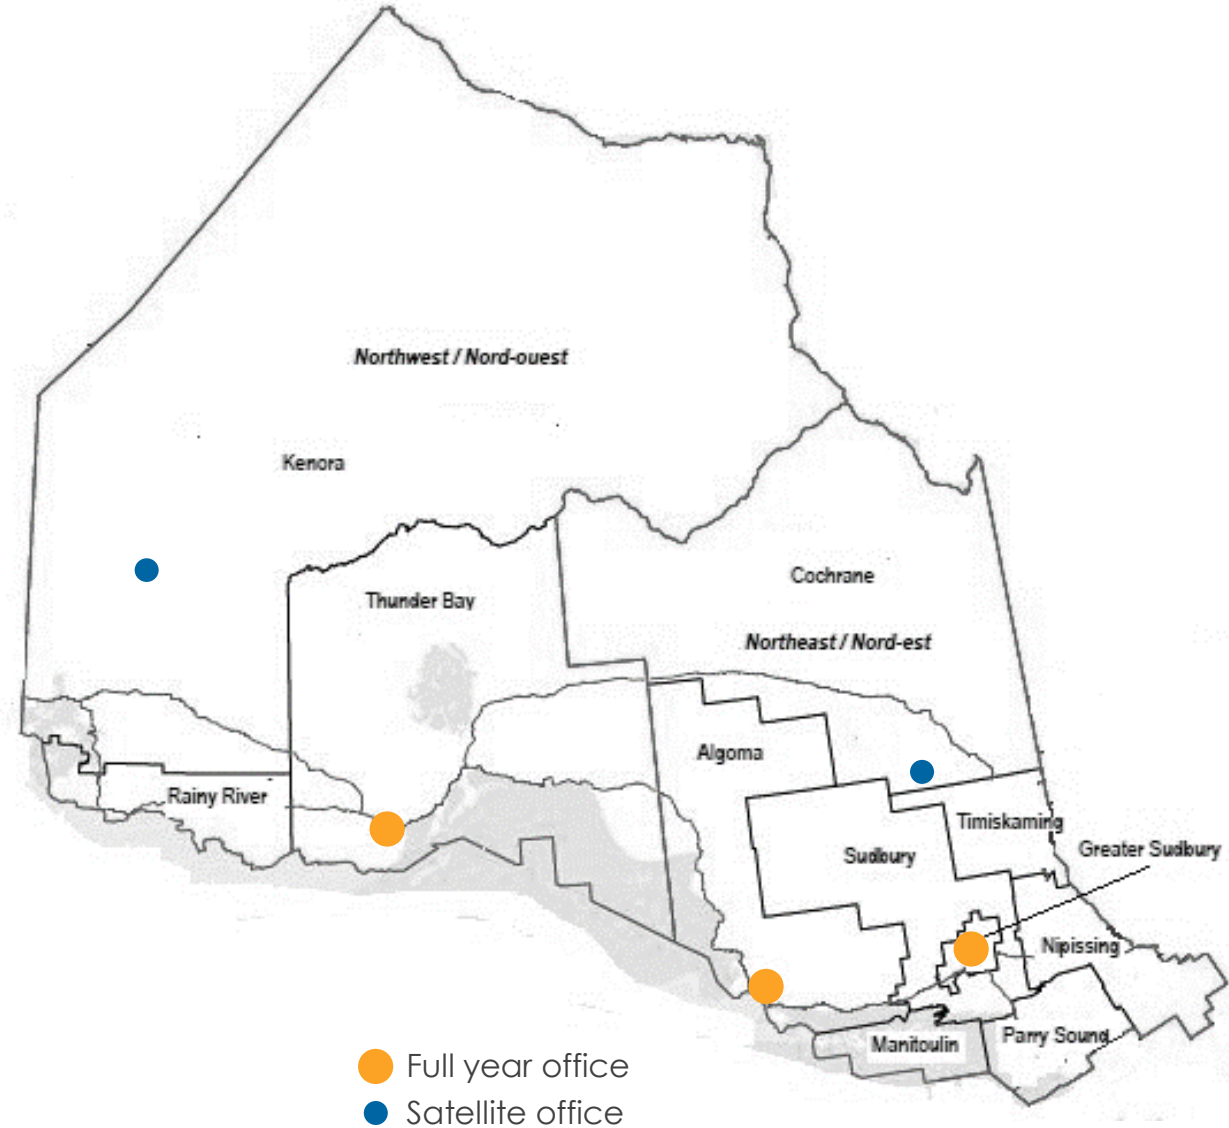 Northwest / Nord-ouest
Kenora
Cochrane
Thunder Bay
Northeast / Nord-est
Algoma
Rainy River
Timiskaming
Greater Sudbury
Sudbury
Nipissing
Parry Sound
Manitoulin
Full year office
Satellite office